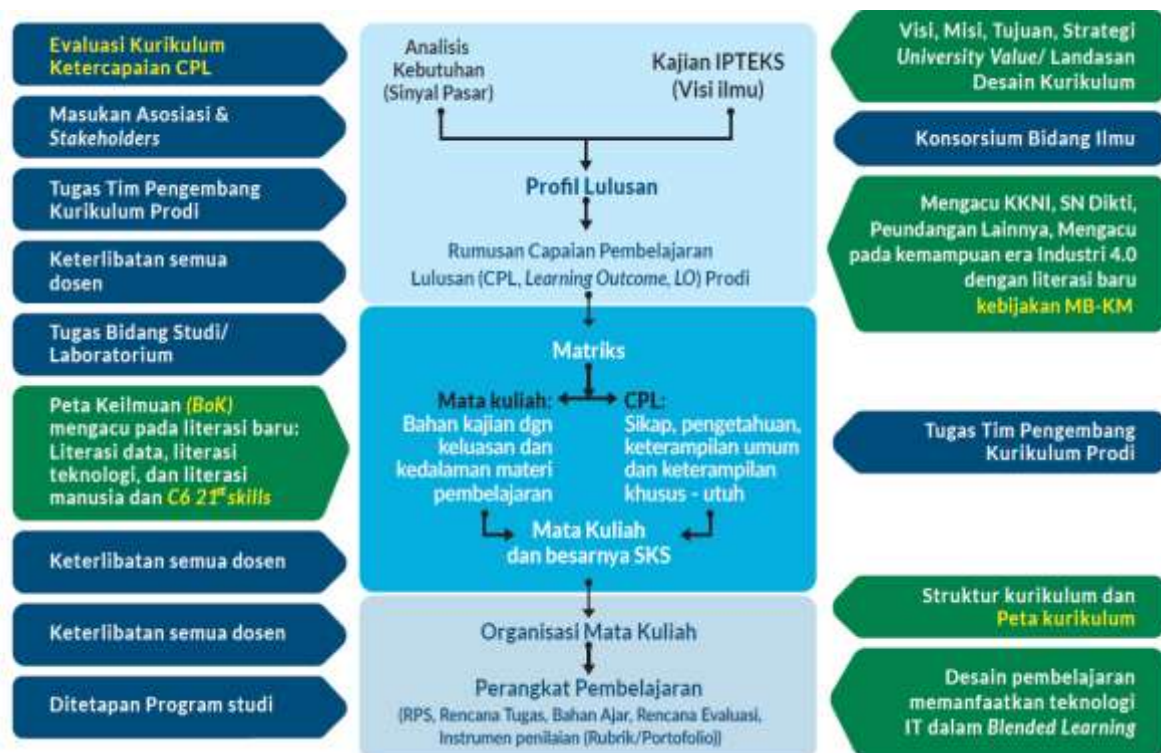 Evaluasi Kurikulum
Ketercapaian CPL
Masukan Asosiasi &
Stakeholders
Tugas Tim Pengembang
Kurikulum Prodi
Keterlibatan semua
dosen
Tugas Bidang Studi/
Laboratorium
Peta Keilmuan (BoK)
mengacu pada literasi baru:
Literasi data, literasi
teknologi, dan literasi
manusia dan C6 21st skills
Keterlibatan semua dosen
Keterlibatan semua dosen
Ditetapan Program studi
Analisis
Kebutuhan
(Sinyal Pasar)
Kajian IPTEKS
(Visi ilmu)
Profil Lulusan
Rumusan Capaian Pembelajaran
Lulusan (CPL, Learning Outcome, LO) Prodi
Matriks
Mata kuliah:
Bahan kajian dgn
keluasan dan
kedalaman materi
pembelajaran
CPL:
Sikap, pengetahuan,
keterampilan umum
dan keterampilan
khusus - utuh
Mata Kuliah
dan besarnya SKS
Organisasi Mata Kuliah
Perangkat Pembelajaran
(RPS, Rencana Tugas, Bahan Ajar, Rencana Evaluasi,
Instrumen penilaian (Rubrik/Portofolio))
Visi, Misi, Tujuan, Strategi
University Value/ Landasan
Desain Kurikulum
Konsorsium Bidang Ilmu
Mengacu KKNI, SN Dikti,
Peundangan Lainnya, Mengacu
pada kemampuan era Industri 4.0
dengan literasi baru
kebijakan MB-KM
Tugas Tim Pengembang
Kurikulum Prodi
Struktur kurikulum dan
Peta kurikulum
Desain pembelajaran
memanfaatkan teknologi
IT dalam Blended Learning